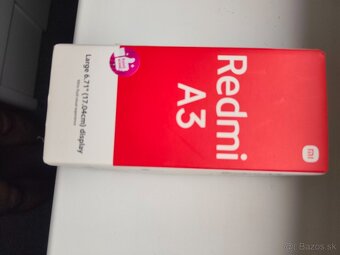 Redmi
A3
Large 6.71" (17.04cm) display
mi
© Bazos.sk